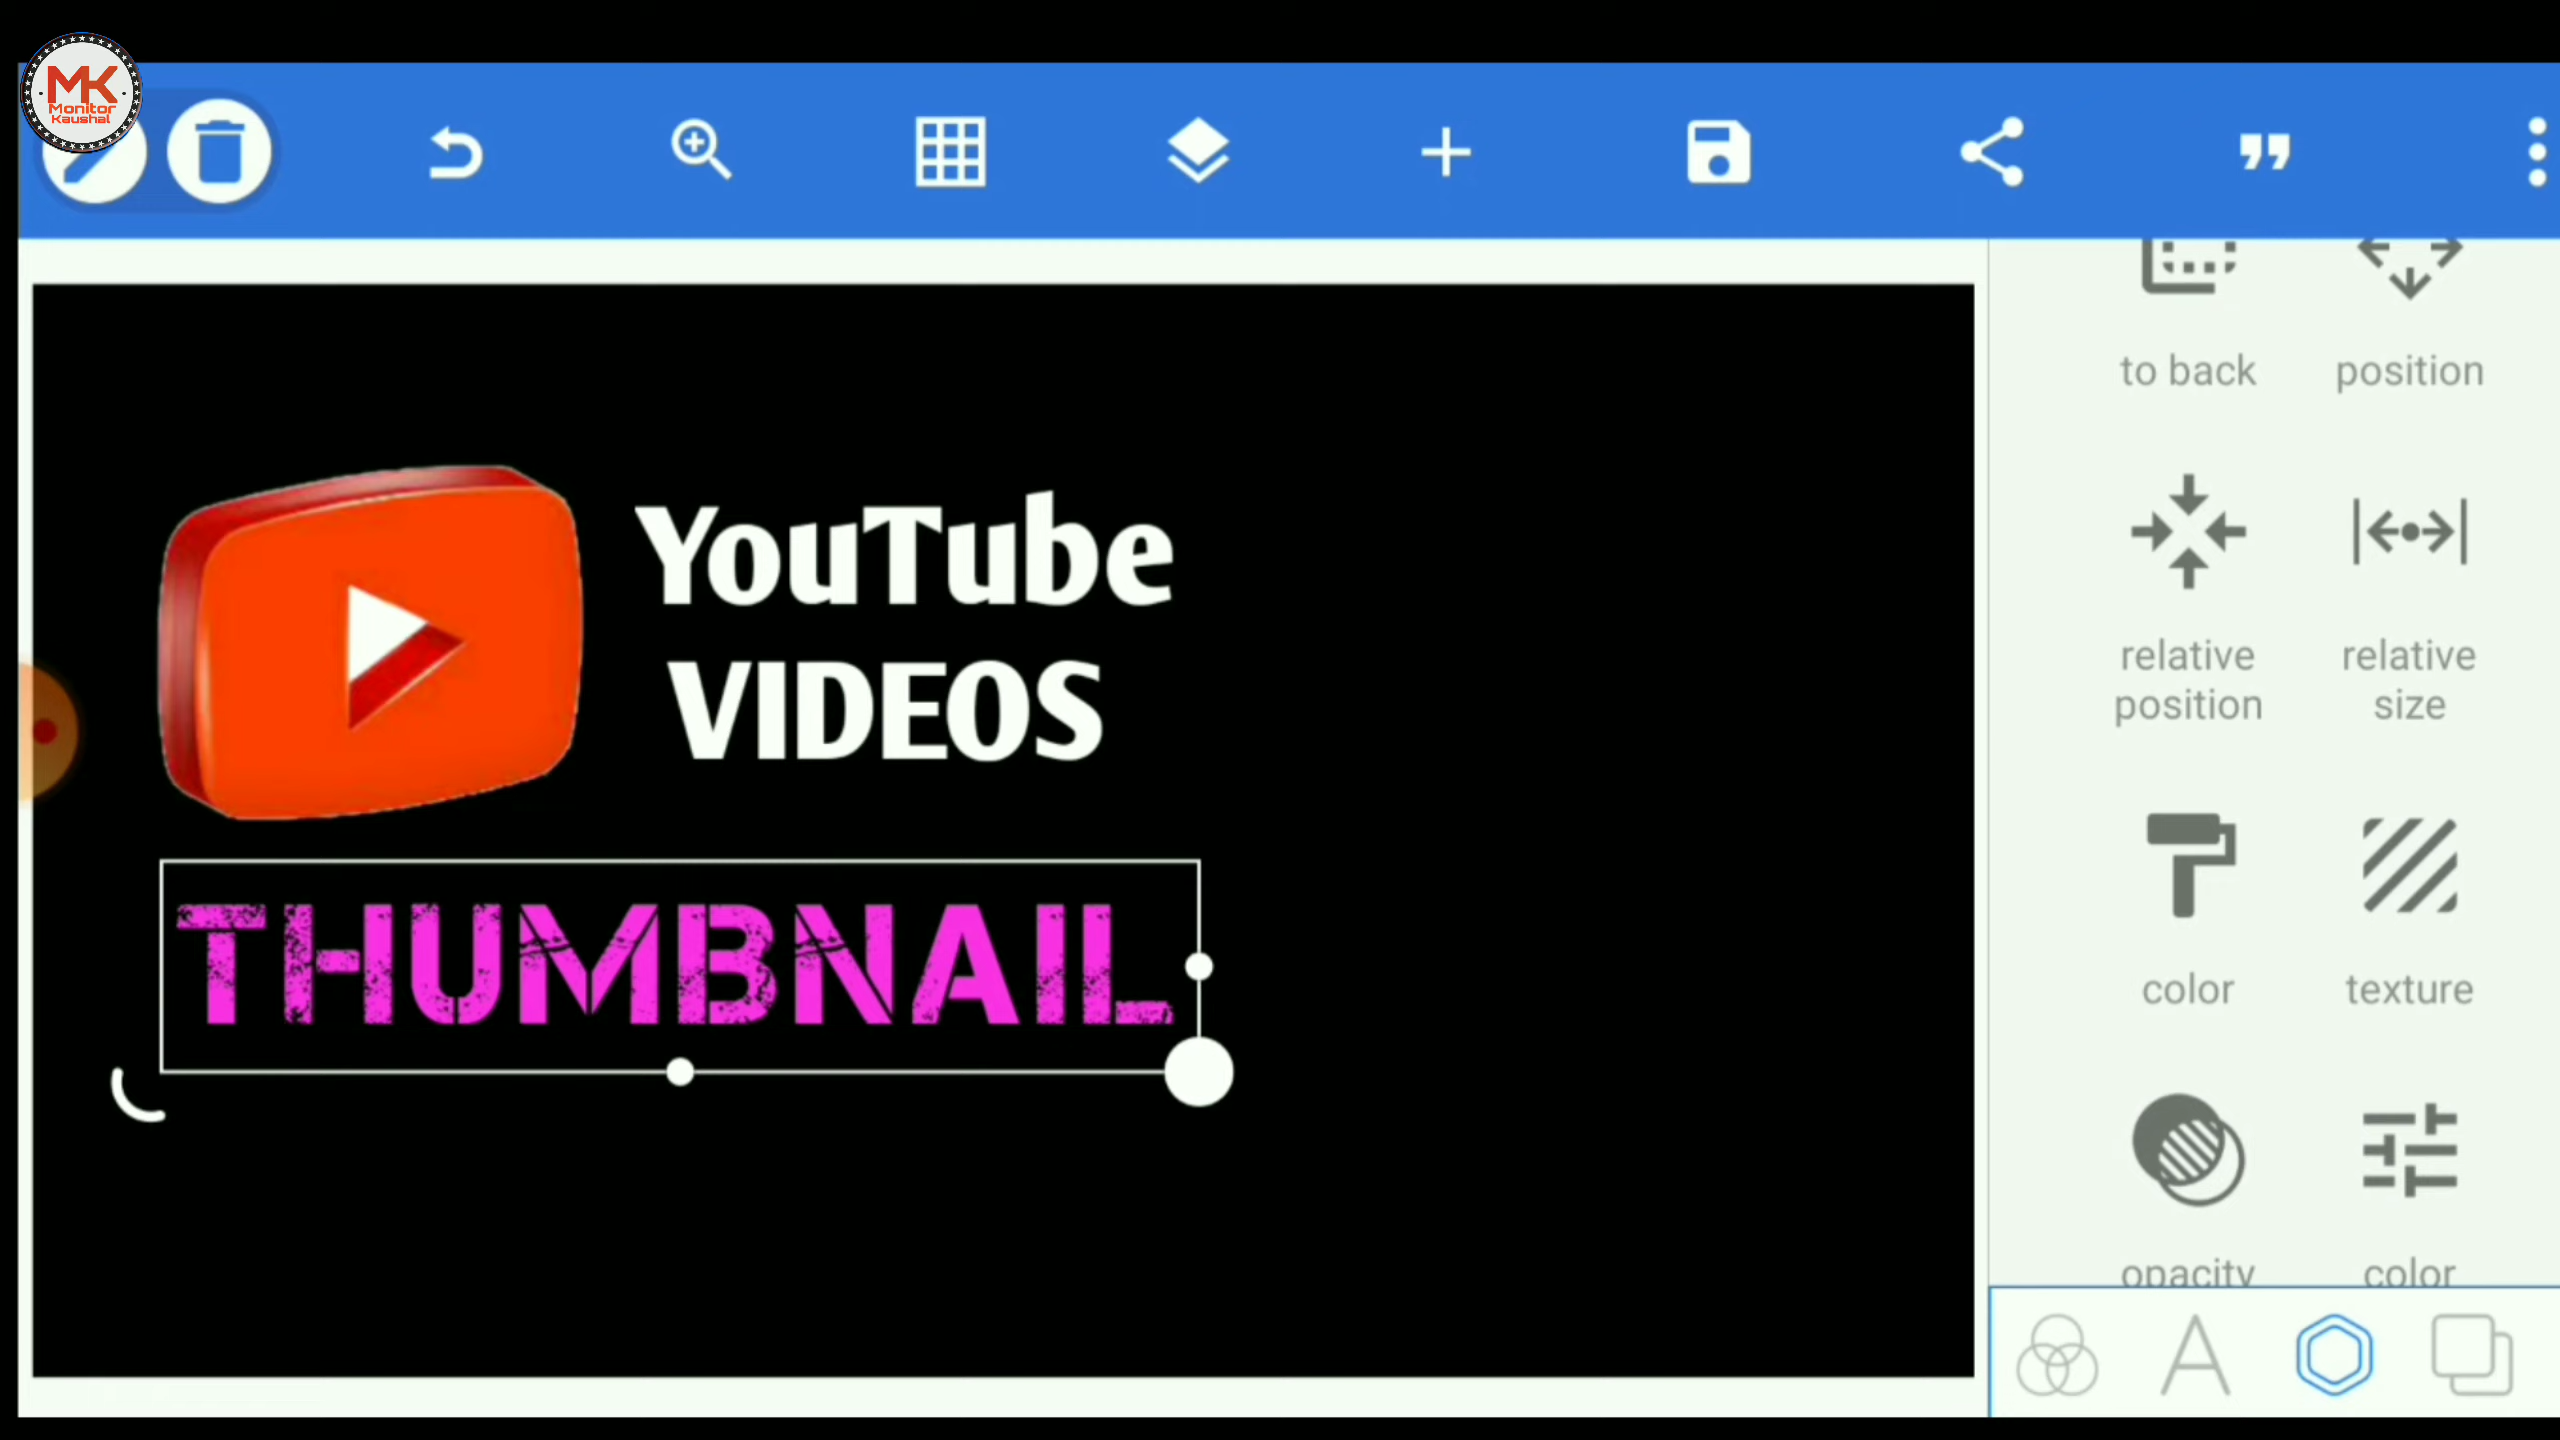 MK
Monitor
Kaushal
to back
position
YouTube
VIDEOS
THUMBNAIL
relative
position
relative
size
color
texture
opacity
color